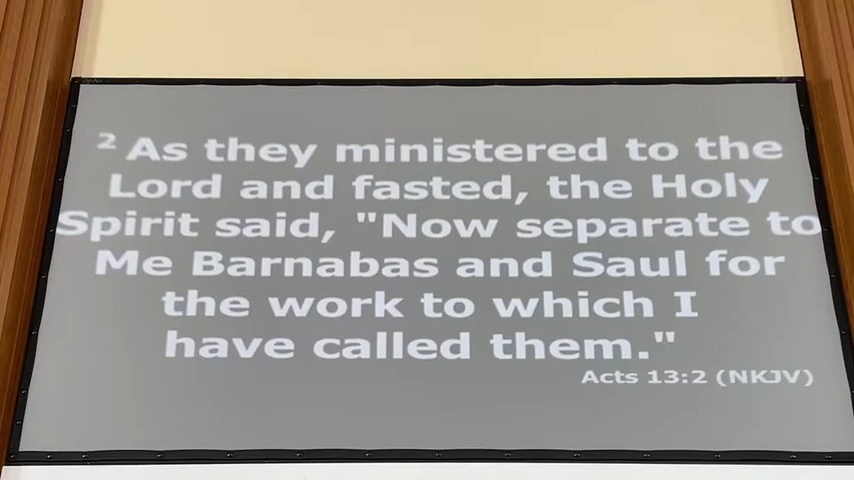 ² As they ministered to the
Lord and fasted, the Holy
Spirit said, "Now separate to
Me Barnabas and Saul for
the work to which I
have called them."
Acts 13:2 (NKJV)